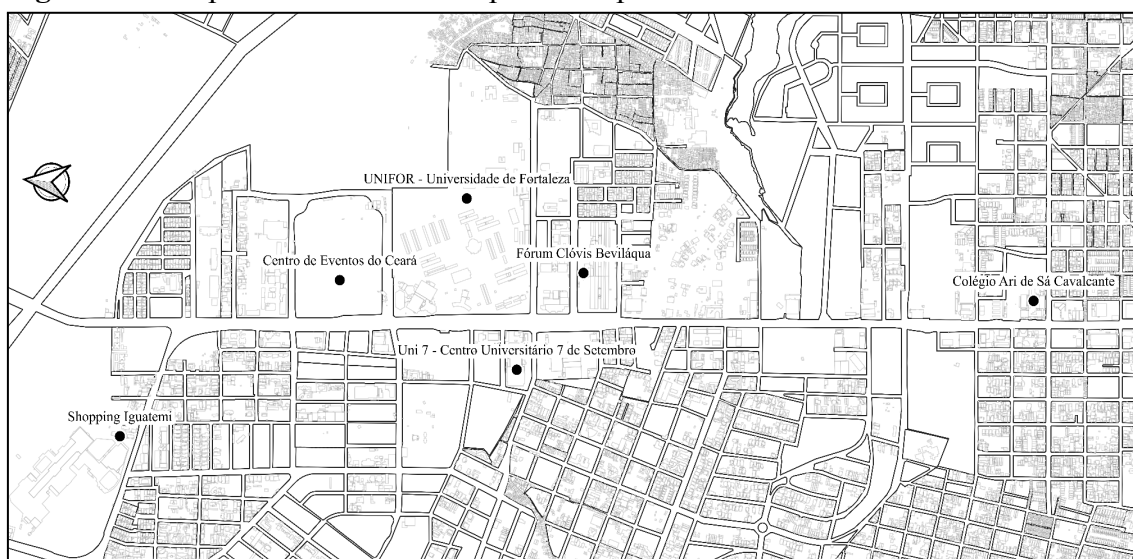 UNIFOR - Universidade de Fortaleza
Centro de Eventos do Ceará
Fórum Clóvis Beviláqua
Colégio Ari de Sá Cavalcante
Uni 7 - Centro Universitário 7 de Setembro
Shopping Iguatemi